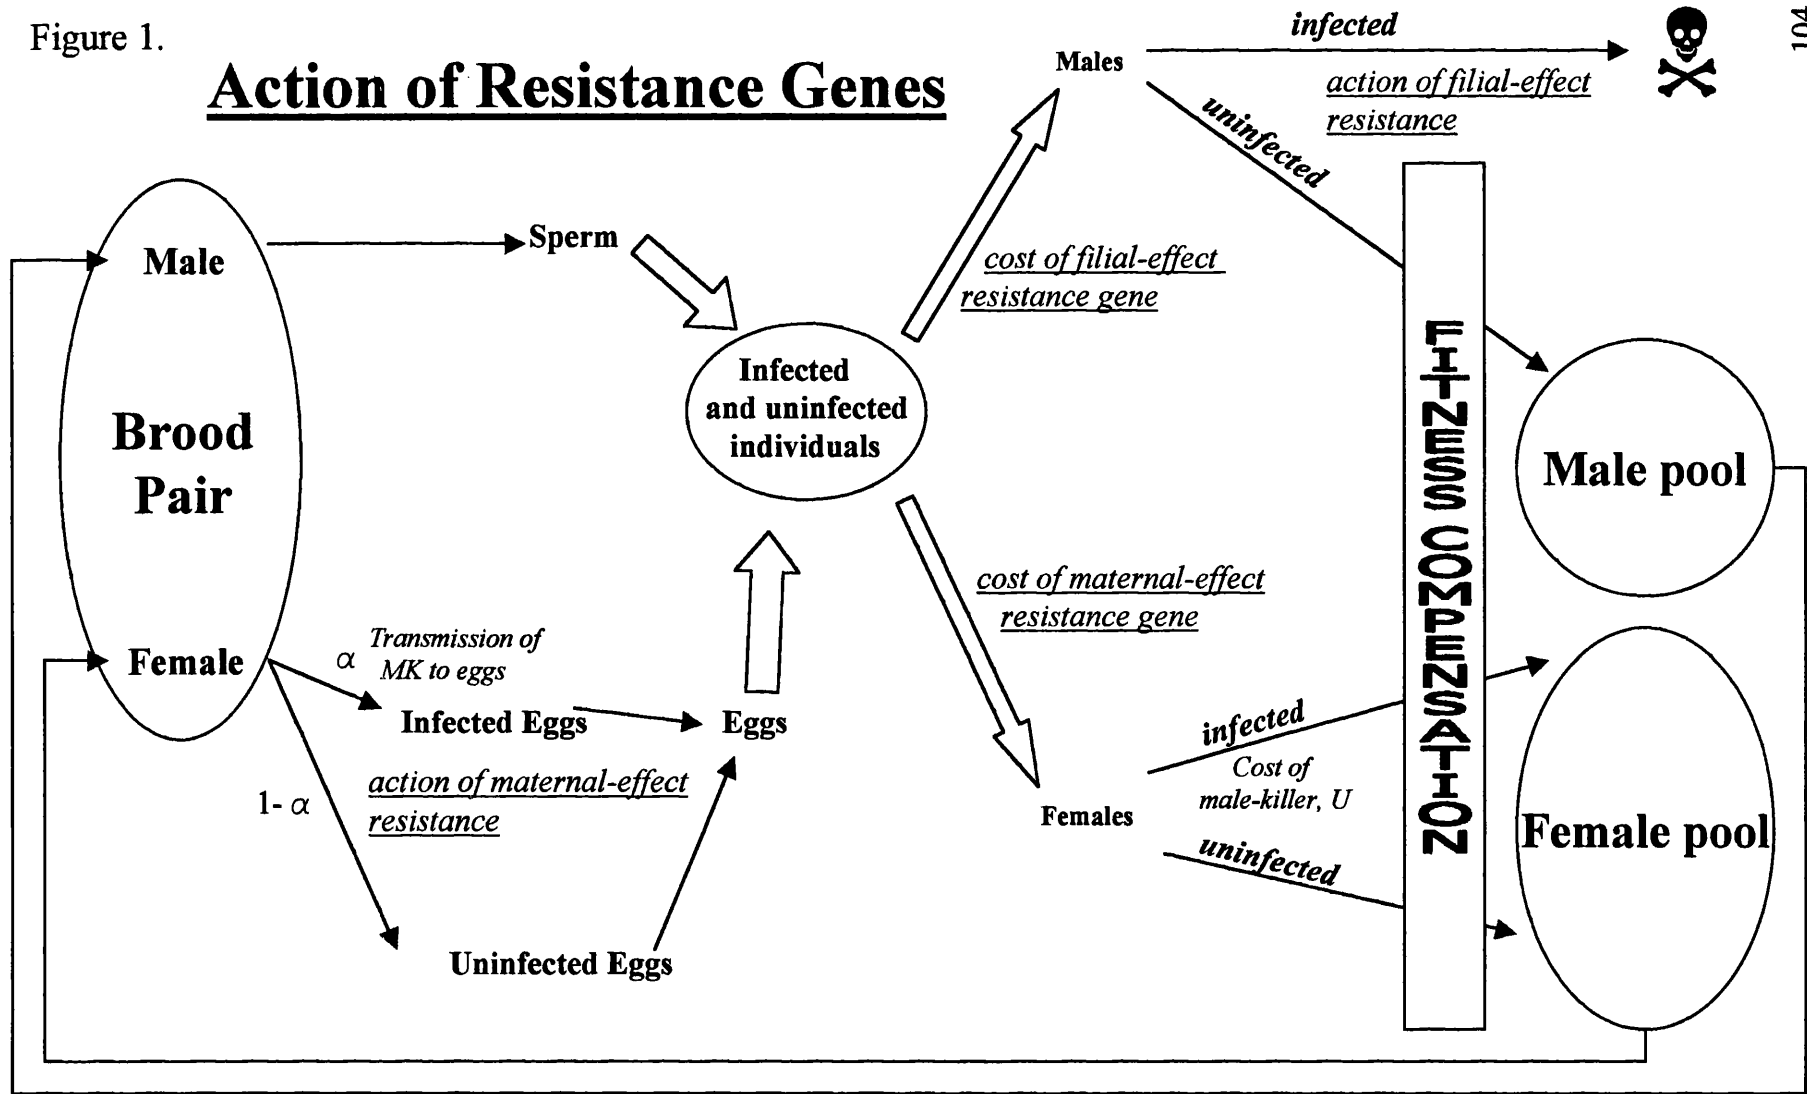 Figure 1.
104
Action of Resistance Genes
Males
infected
action of filial-effect
resistance
uninfected
Male
Sperm
cost of filial-effect
resistance gene
Brood
Pair
Infected
and uninfected
individuals
FITNESS COMPENSATION
Male pool
Female
α
Transmission of
MK to eggs
Infected Eggs
Eggs
action of maternal-effect
resistance
1- α
Uninfected Eggs
cost of maternal-effect
resistance gene
Females
infected
Cost of
male-killer, U
uninfected
Female pool